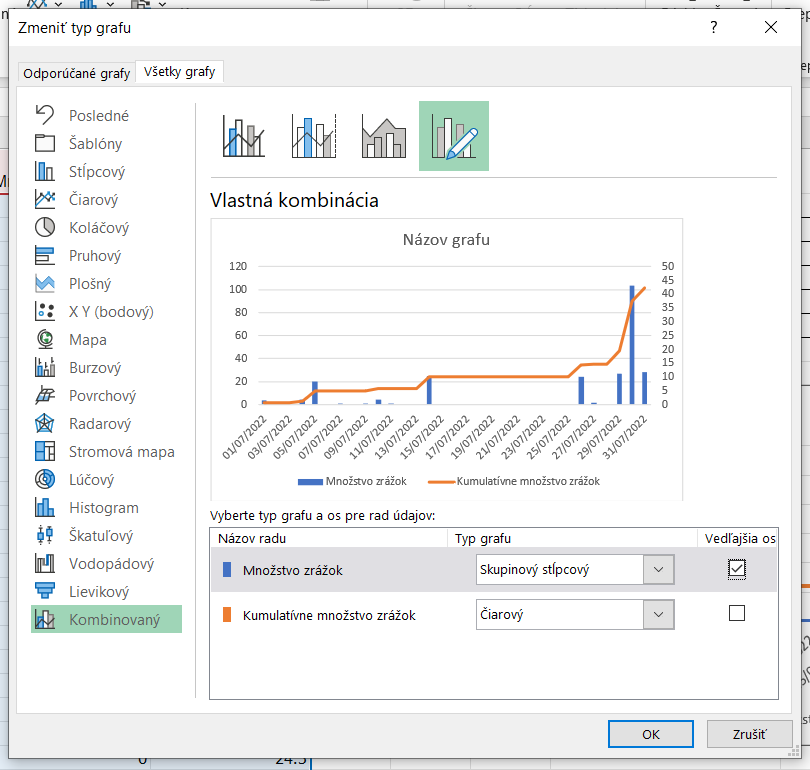 Zmeniť typ grafu
?
Odporúčané grafy
Všetky grafy
Posledné
Šablóny
Stĺpcový
Čiarový
Koláčový
Pruhový
Plošný
X Y (bodový)
Mapa
Burzový
Povrchový
Radarový
Stromová mapa
Lúčový
Histogram
Škatuľový
Vodopádový
Lievikový
Kombinovaný
Vlastná kombinácia
Názov grafu
120
100
80
60
40
20
0
50
45
40
35
30
25
20
15
10
5
0
01/07/2022
03/07/2022
05/07/2022
07/07/2022
09/07/2022
11/07/2022
13/07/2022
15/07/2022
17/07/2022
19/07/2022
21/07/2022
23/07/2022
25/07/2022
27/07/2022
29/07/2022
31/07/2022
Množstvo zrážok
Kumulatívne množstvo zrážok
Vyberte typ grafu a os pre rad údajov:
Názov radu Typ grafu Vedľajšia os
Množstvo zrážok Skupinový stĺpcový
Kumulatívne množstvo zrážok Čiarový
OK Zrušiť
0 24.5